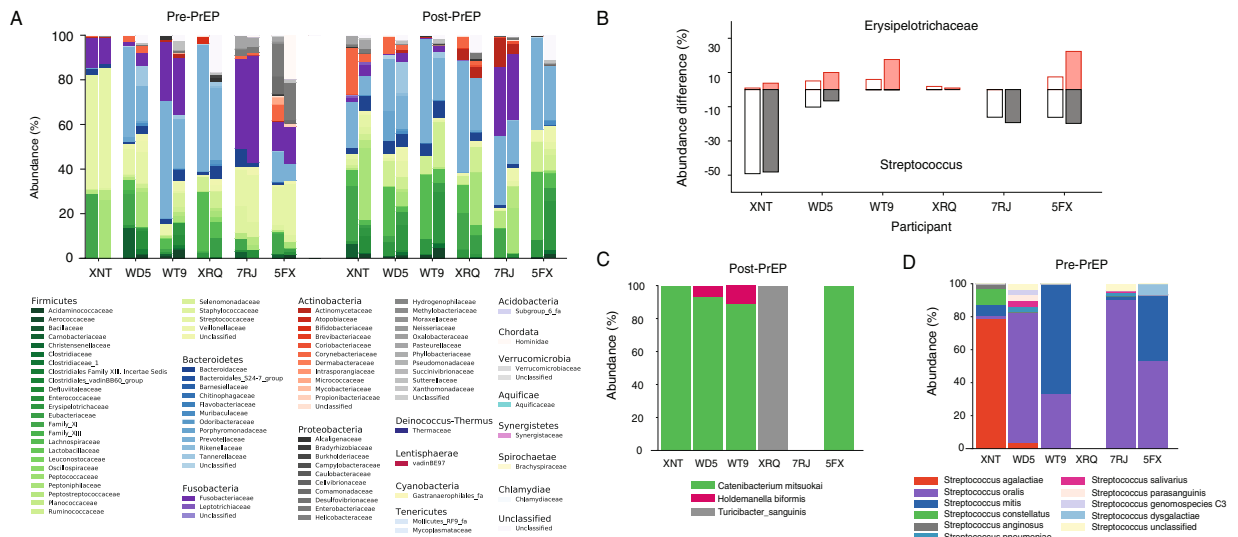 A
Pre-PrEP
Post-PrEP
Abundance (%)
100
80
60
40
20
0
XNT
WD5
WT9
XRQ
7RJ
5FX
XNT
WD5
WT9
XRQ
7RJ
5FX
Firmicutes
Acidaminococcaceae
Aerococcaceae
Bacillaceae
Carnobacteriaceae
Christensenellaceae
Clostridiaceae
Clostridiaceae_1
Clostridiales Family XIII. Incertae Sedis
Clostridiales_vadinBB60_group
Defluviitaleaceae
Enterococcaceae
Erysipelotrichaceae
Eubacteriaceae
Family_XI
Family_XIII
Lachnospiraceae
Lactobacillaceae
Leuconostocaceae
Oscillospiraceae
Peptococcaceae
Peptoniphilaceae
Peptostreptococcaceae
Planococcaceae
Ruminococcaceae
Selenomonadaceae
Staphylococcaceae
Streptococcaceae
Veillonellaceae
Unclassified
Bacteroidetes
Bacteroidaceae
Bacteroidales_S24-7_group
Barnesiellaceae
Chitinophagaceae
Flavobacteriaceae
Muribaculaceae
Odoribacteraceae
Porphyromonadaceae
Prevotellaceae
Rikenellaceae
Tannerellaceae
Unclassified
Fusobacteria
Fusobacteriaceae
Leptotrichiaceae
Unclassified
Actinobacteria
Actinomycetaceae
Atopobiaceae
Bifidobacteriaceae
Brevibacteriaceae
Coriobacteriaceae
Corynebacteriaceae
Dermabacteraceae
Intrasporangiaceae
Micrococcaceae
Mycobacteriaceae
Propionibacteriaceae
Unclassified
Proteobacteria
Alcaligenaceae
Bradyrhizobiaceae
Burkholderiaceae
Campylobacteraceae
Caulobacteraceae
Cellvibrionaceae
Comamonadaceae
Desulfovibrionaceae
Enterobacteriaceae
Helicobacteraceae
Hydrogenophilaceae
Methylobacteriaceae
Moraxellaceae
Neisseriaceae
Oxalobacteraceae
Pasteurellaceae
Phyllobacteriaceae
Pseudomonadaceae
Succinivibrionaceae
Sutterellaceae
Xanthomonadaceae
Unclassified
Deinococcus-Thermus
Thermaceae
Lentisphaerae
vadinBE97
Cyanobacteria
Gastranaerophilales_fa
Tenericutes
Mollicutes_RF9_fa
Mycoplasmataceae
Acidobacteria
Subgroup_6_fa
Chordata
Hominidae
Verrucomicrobia
Verrucomicrobiaceae
Unclassified
Aquificae
Aquificaceae
Synergistetes
Synergistaceae
Spirochaetae
Brachyspiraceae
Chlamydiae
Chlamydiaceae
Unclassified
Unclassified
B
Erysipelotrichaceae
Abundance difference (%)
30
10
-10
-30
-50
Streptococcus
XNT
WD5
WT9
XRQ
7RJ
5FX
Participant
C
Post-PrEP
Abundance (%)
100
80
60
40
20
0
XNT
WD5
WT9
XRQ
7RJ
5FX
Catenibacterium mitsuokai
Holdemanella biformis
Turicibacter_sanguinis
D
Pre-PrEP
Abundance (%)
100
80
60
40
20
0
XNT
WD5
WT9
XRQ
7RJ
5FX
Streptococcus agalactiae
Streptococcus oralis
Streptococcus mitis
Streptococcus constellatus
Streptococcus anginosus
Streptococcus pneumoniae
Streptococcus salivarius
Streptococcus parasanguinis
Streptococcus genomospecies C3
Streptococcus dysgalactiae
Streptococcus unclassified